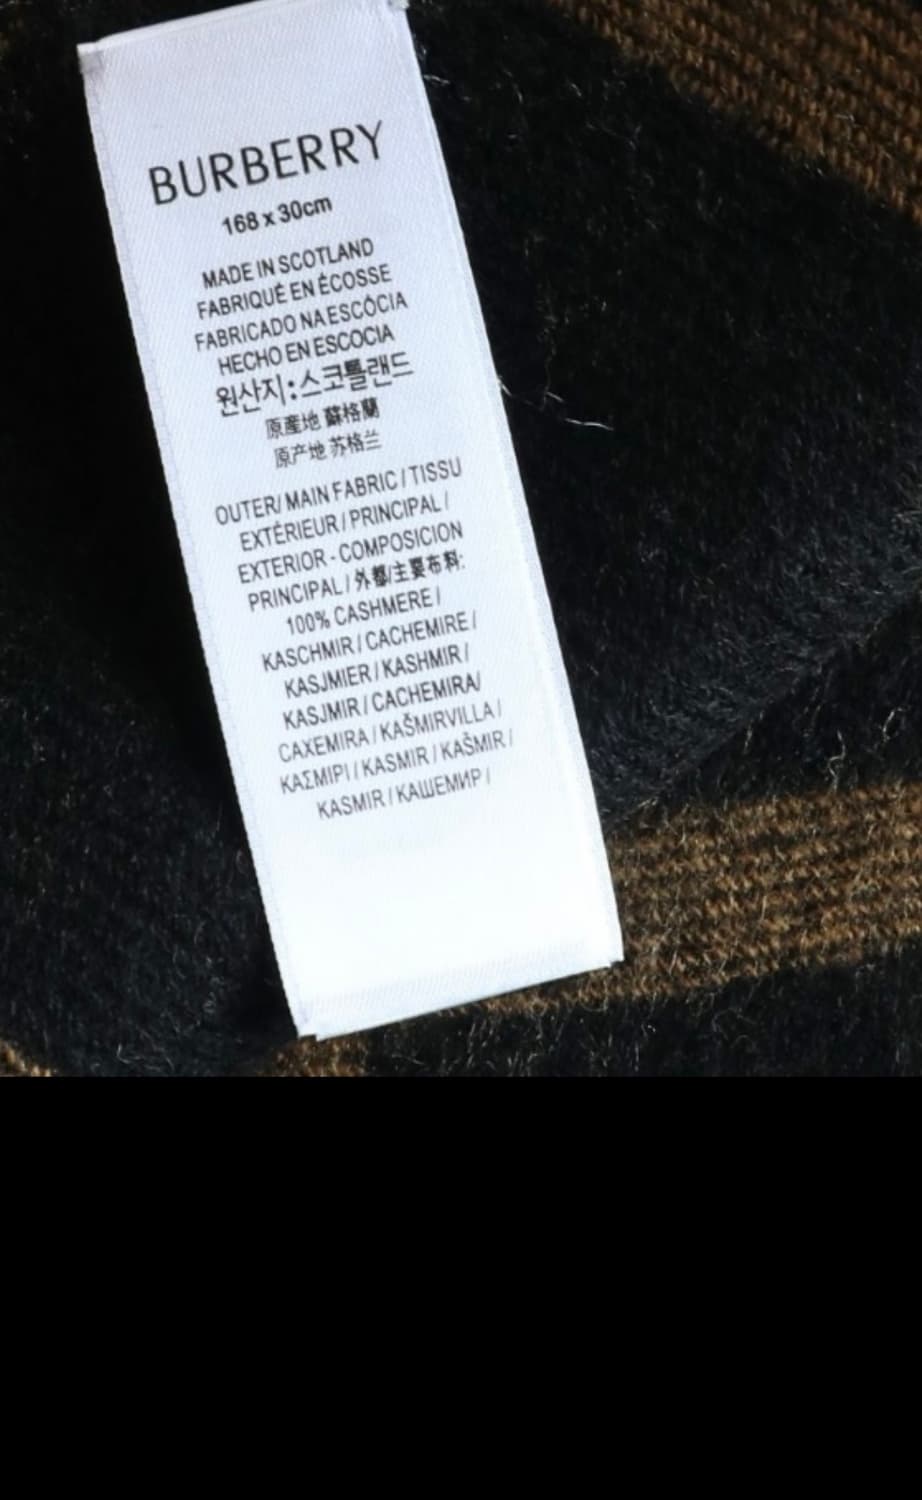 BURBERRY
168 x 30cm
MADE IN SCOTLAND
FABRIQUÉ EN ÉCOSSE
FABRICADO NA ESCÓCIA
HECHO EN ESCOCIA
원산지:스코틀랜드
原產地 蘇格蘭
原产地 苏格兰
OUTER/ MAIN FABRIC / TISSU
EXTÉRIEUR / PRINCIPAL /
EXTERIOR - COMPOSICION
PRINCIPAL / 外部/主要布料:
100% CASHMERE /
KASCHMIR / CACHEMIRE /
KASJMIER / KASHMIR /
KASJMIR / CACHEMIRA/
CAXEMIRA / KAŠMIRVILLA /
ΚΑΣΜΙΡΙ / KASMIR / KAŠMIR /
KASMIR / КАШЕМИР /